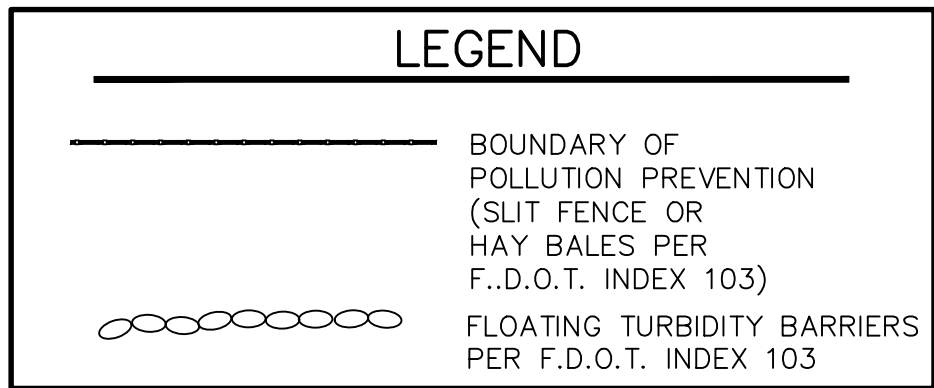 LEGEND
BOUNDARY OF
POLLUTION PREVENTION
(SLIT FENCE OR
HAY BALES PER
F..D.O.T. INDEX 103)
FLOATING TURBIDITY BARRIERS
PER F.D.O.T. INDEX 103